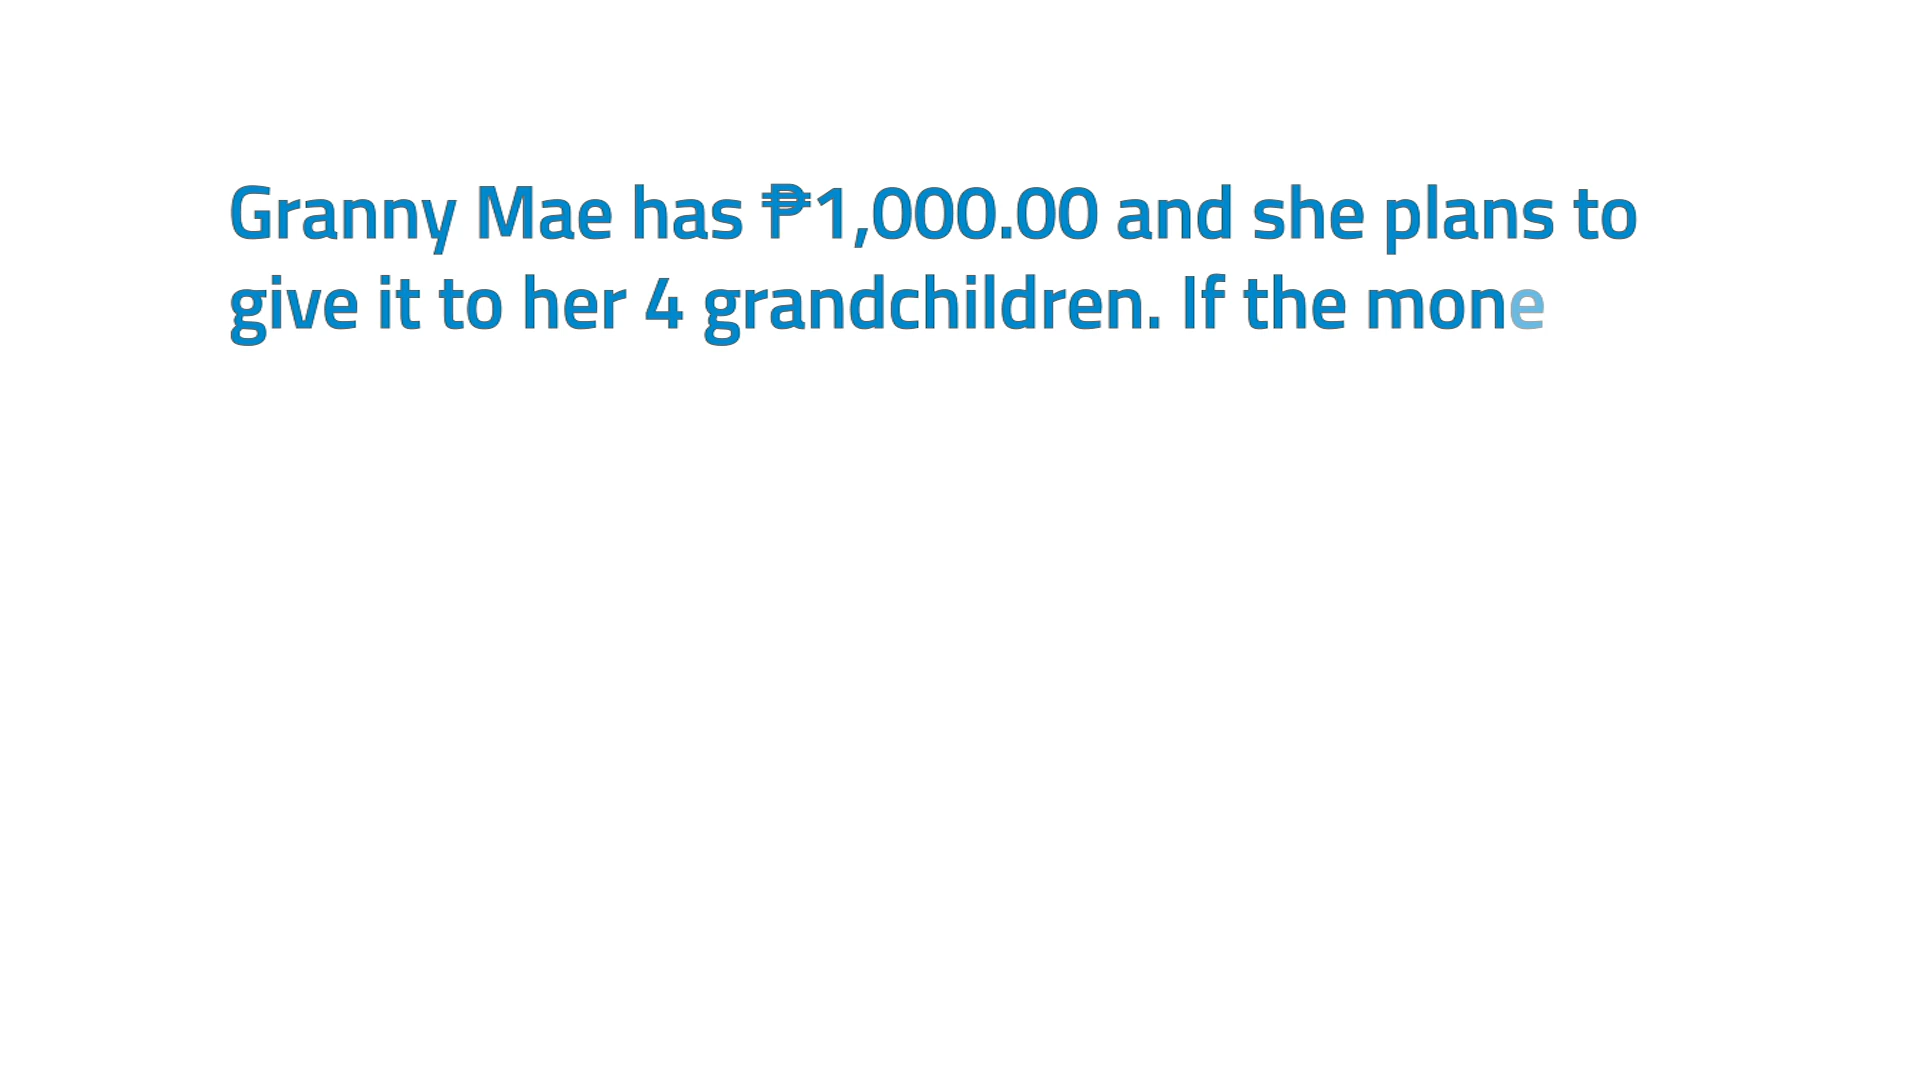 Granny Mae has ₱1,000.00 and she plans to
give it to her 4 grandchildren. If the mone